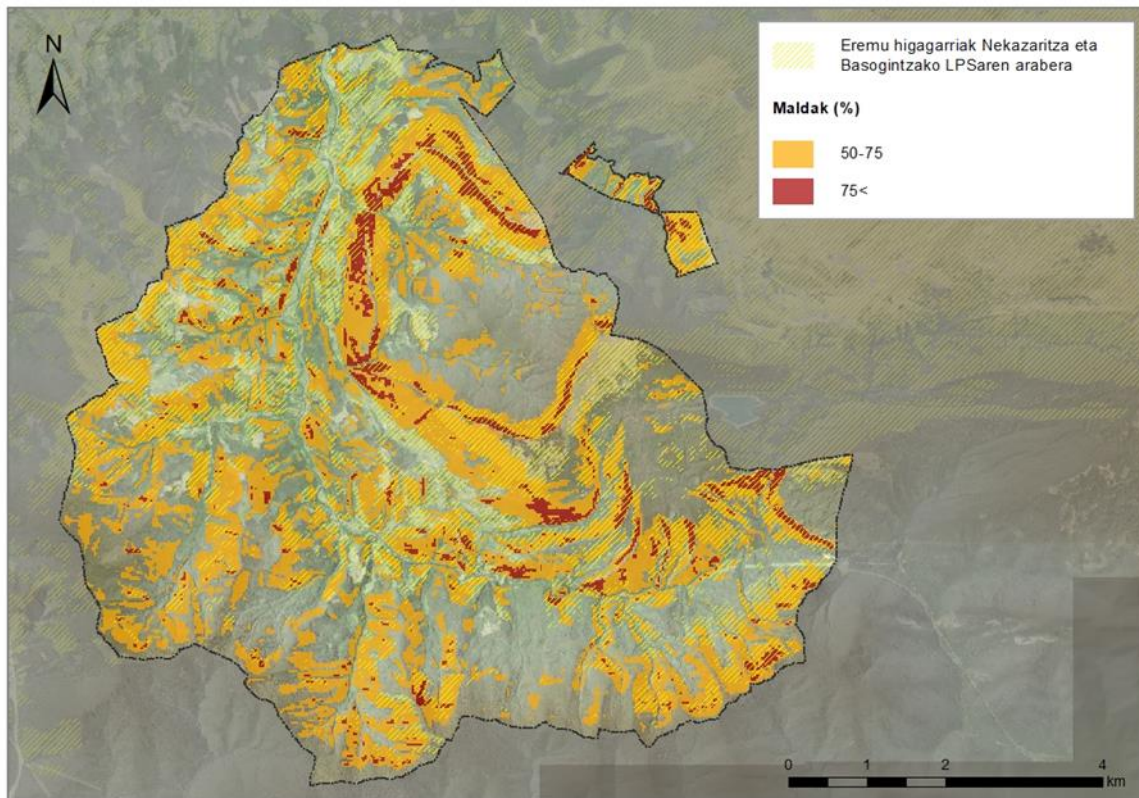 N
Eremu higagarriak Nekazaritza eta
Basogintzako LPSaren arabera
Maldak (%)
50-75
75<
0 1 2 4
km